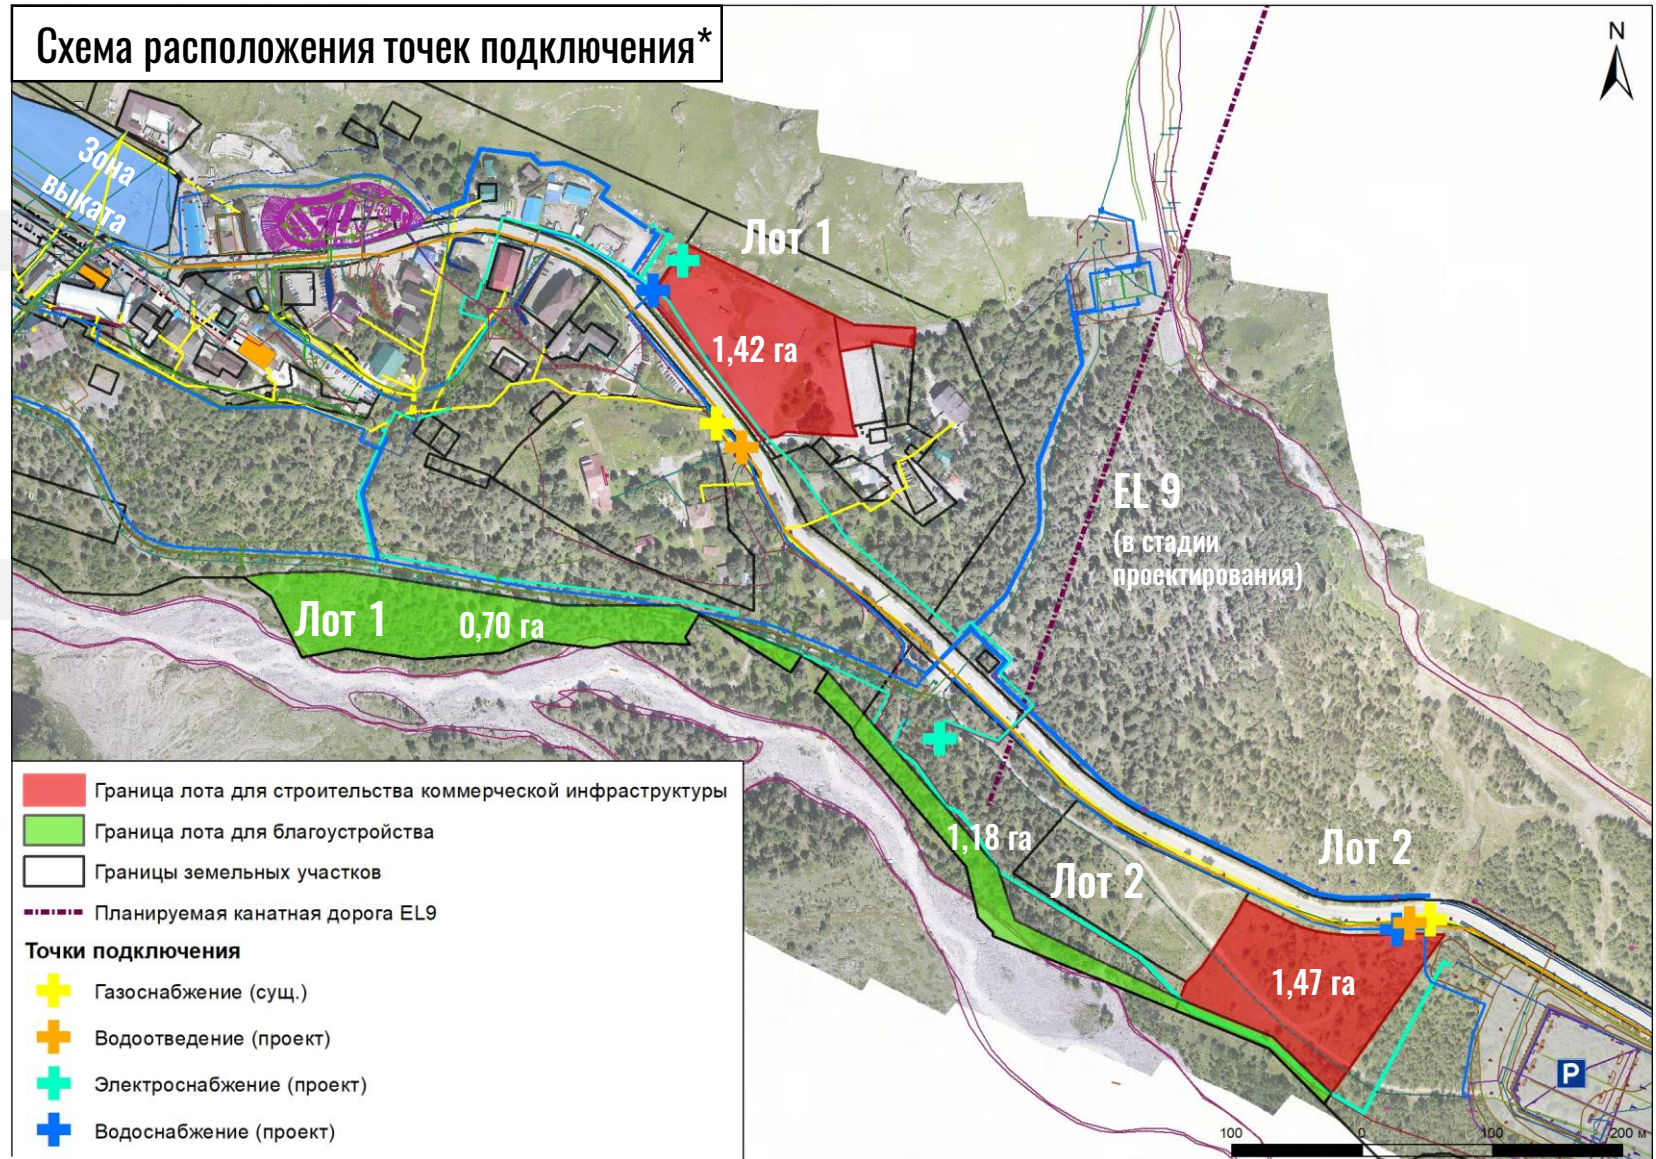 Схема расположения точек подключения*
N
Зона
выката
Лот 1
1,42 га
EL 9
(в стадии
проектирования)
Лот 1
0,70 га
1,18 га
Лот 2
Лот 2
1,47 га
P
Граница лота для строительства коммерческой инфраструктуры
Граница лота для благоустройства
Границы земельных участков
Планируемая канатная дорога EL9
Точки подключения
Газоснабжение (сущ.)
Водоотведение (проект)
Электроснабжение (проект)
Водоснабжение (проект)
100 0 100 200 м